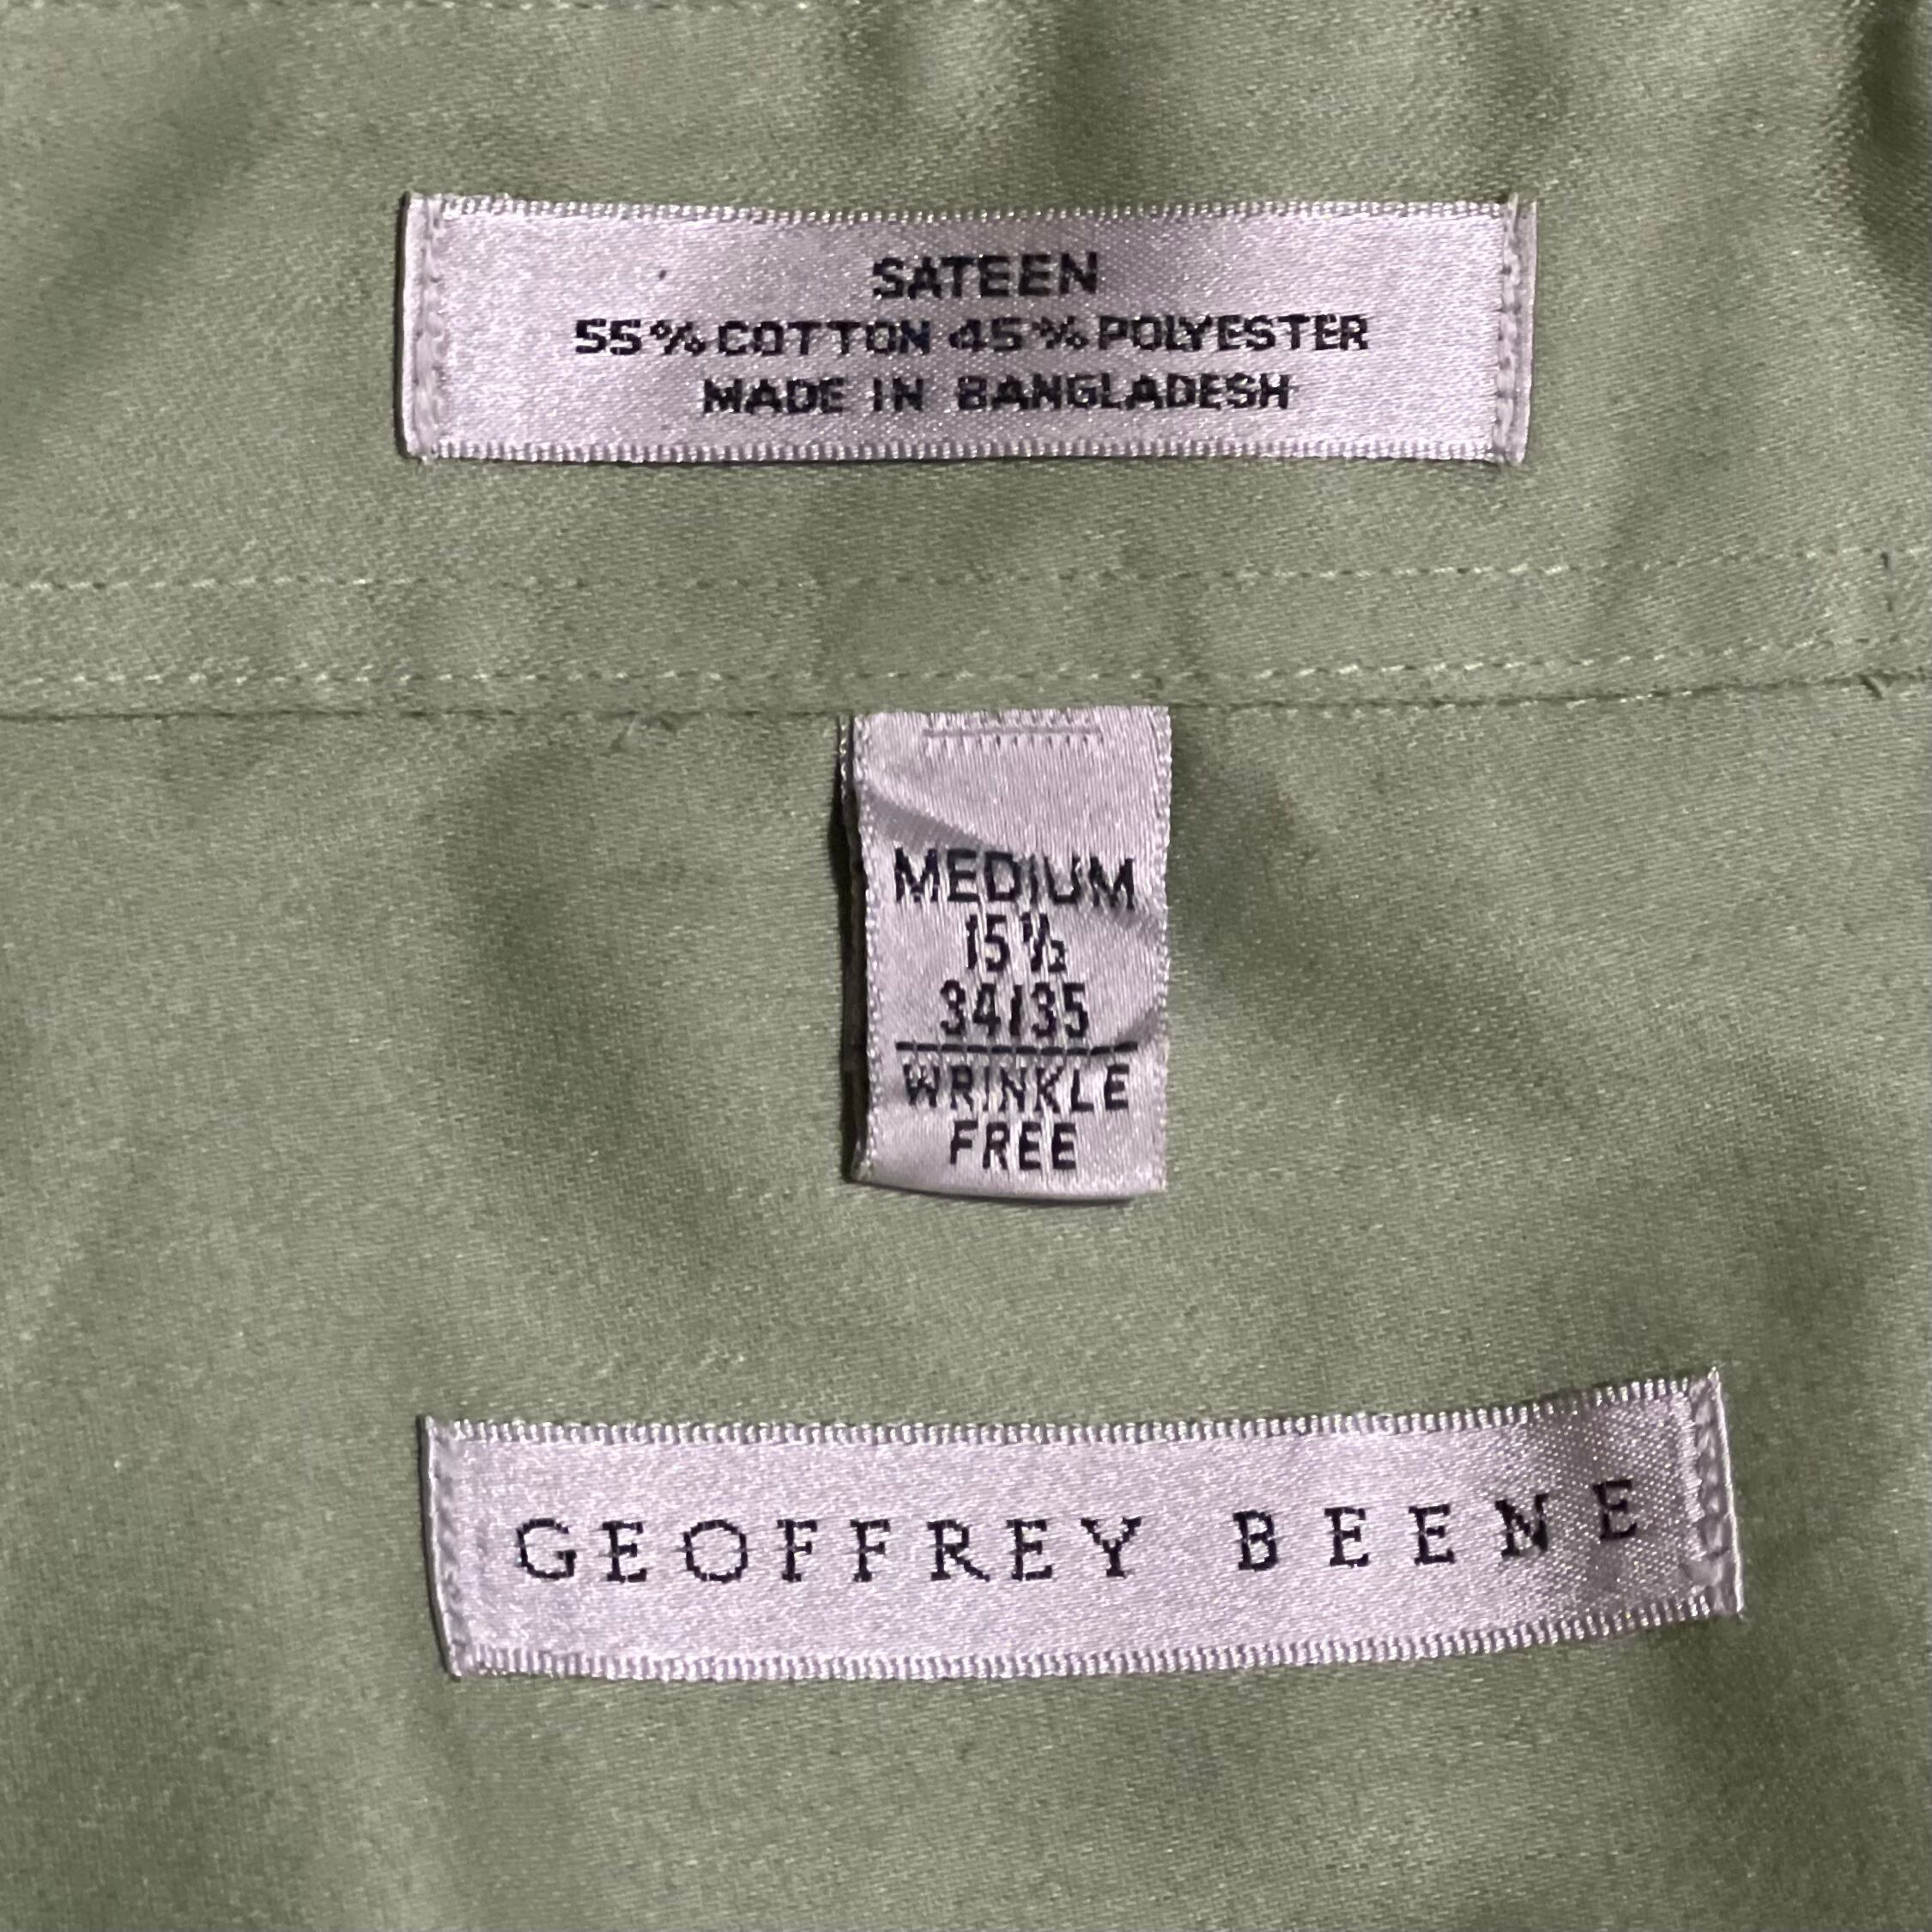 SATEEN
55% COTTON 45% POLYESTER
MADE IN BANGLADESH
MEDIUM
15½
34/35
WRINKLE
FREE
GEOFFREY BEENE